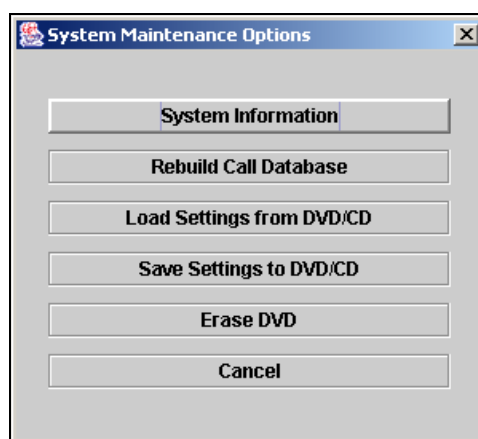 System Maintenance Options
System Information
Rebuild Call Database
Load Settings from DVD/CD
Save Settings to DVD/CD
Erase DVD
Cancel